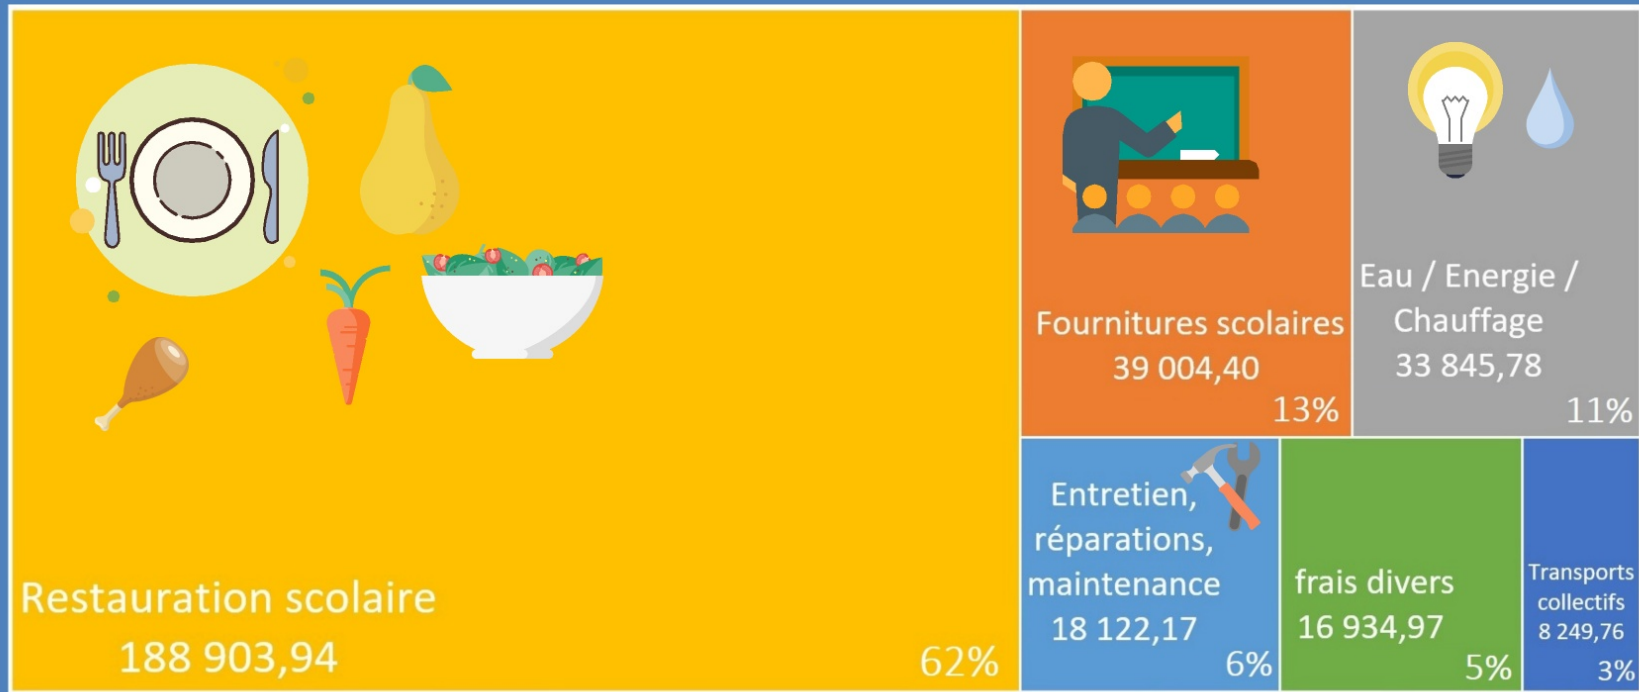 Restauration scolaire
188 903,94
62%
Fournitures scolaires
39 004,40
13%
Eau / Energie /
Chauffage
33 845,78
11%
Entretien,
réparations,
maintenance
18 122,17
6%
frais divers
16 934,97
5%
Transports
collectifs
8 249,76
3%